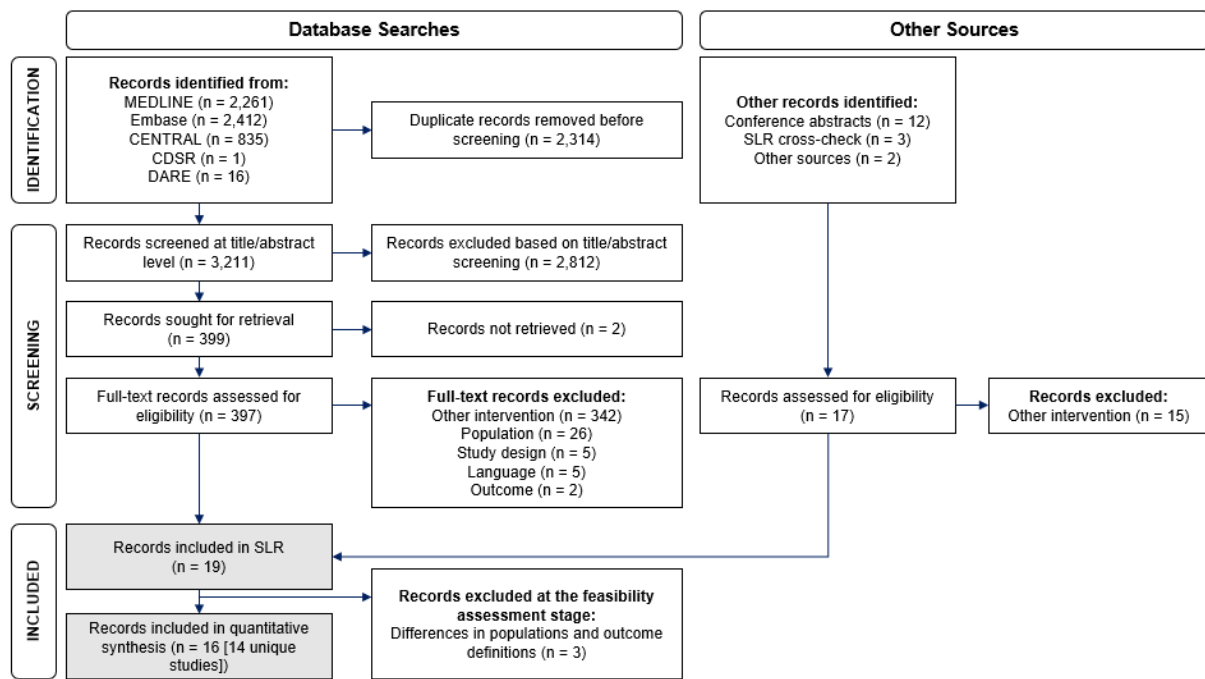 Database Searches
Other Sources
IDENTIFICATION
Records identified from:
MEDLINE (n = 2,261)
Embase (n = 2,412)
CENTRAL (n = 835)
CDSR (n = 1)
DARE (n = 16)
Duplicate records removed before
screening (n = 2,314)
Other records identified:
Conference abstracts (n = 12)
SLR cross-check (n = 3)
Other sources (n = 2)
SCREENING
Records screened at title/abstract
level (n = 3,211)
Records excluded based on title/abstract
screening (n = 2,812)
Records sought for retrieval
(n = 399)
Records not retrieved (n = 2)
Full-text records assessed for
eligibility (n = 397)
Full-text records excluded:
Other intervention (n = 342)
Population (n = 26)
Study design (n = 5)
Language (n = 5)
Outcome (n = 2)
Records assessed for eligibility
(n = 17)
Records excluded:
Other intervention (n = 15)
INCLUDED
Records included in SLR
(n = 19)
Records excluded at the feasibility
assessment stage:
Differences in populations and outcome
definitions (n = 3)
Records included in quantitative
synthesis (n = 16 [14 unique
studies])